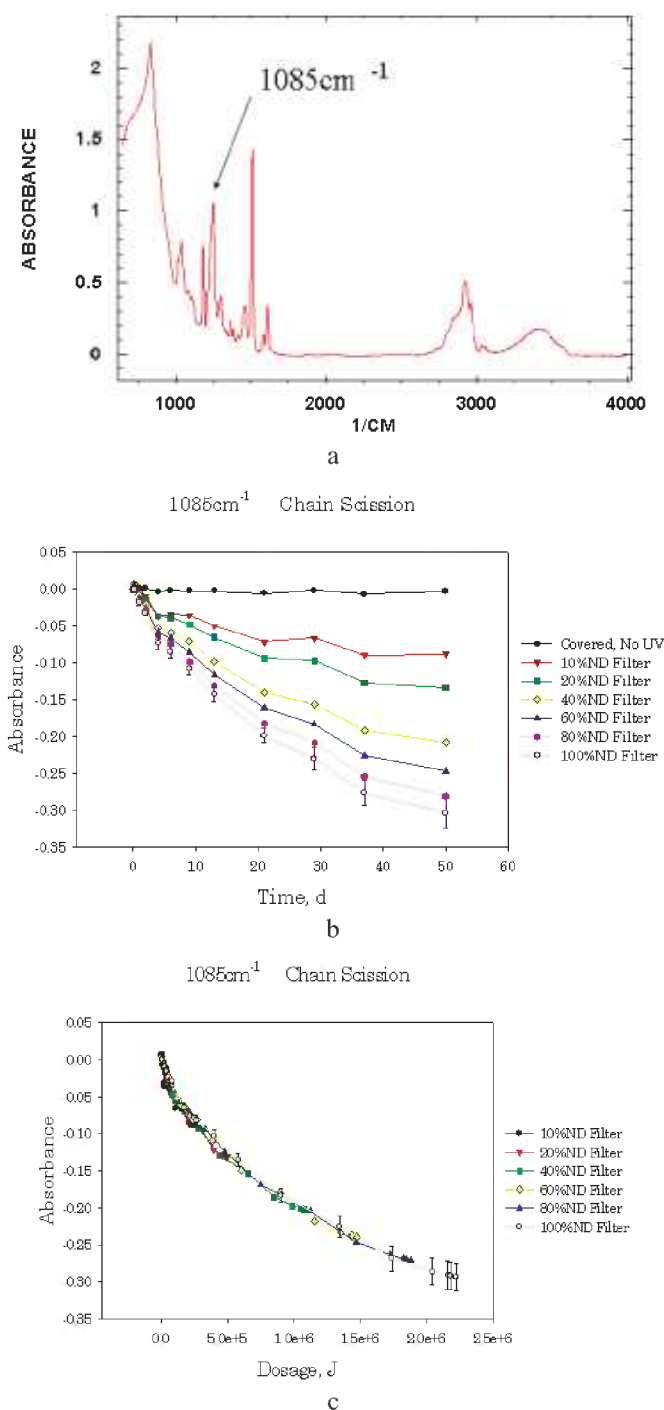 2
1.5
1
0.5
0
ABSORBANCE
1085cm -1
1000 2000 3000 4000
1/CM
a
1085cm-1 Chain Scission
0.05
0.00
-0.05
-0.10
-0.15
-0.20
-0.25
-0.30
-0.35
Absorbance
0 10 20 30 40 50 60
Time, d
Covered, No UV
10%ND Filter
20%ND Filter
40%ND Filter
60%ND Filter
80%ND Filter
100%ND Filter
b
1085cm-1 Chain Scission
0.05
0.00
0.05
-0.10
-0.15
-0.20
-0.25
-0.30
-0.35
Absorbance
0.0 5.0e+5 1.0e+6 1.5e+6 2.0e+6 2.5e+6
Dosage, J
10%ND Filter
20%ND Filter
40%ND Filter
60%ND Filter
80%ND Filter
100%ND Filter
c